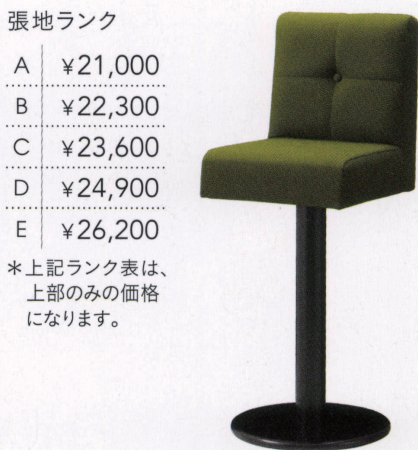 張地ランク
A ¥21,000
B ¥22,300
C ¥23,600
D ¥24,900
E ¥26,200
＊上記ランク表は、
上部のみの価格
になります。